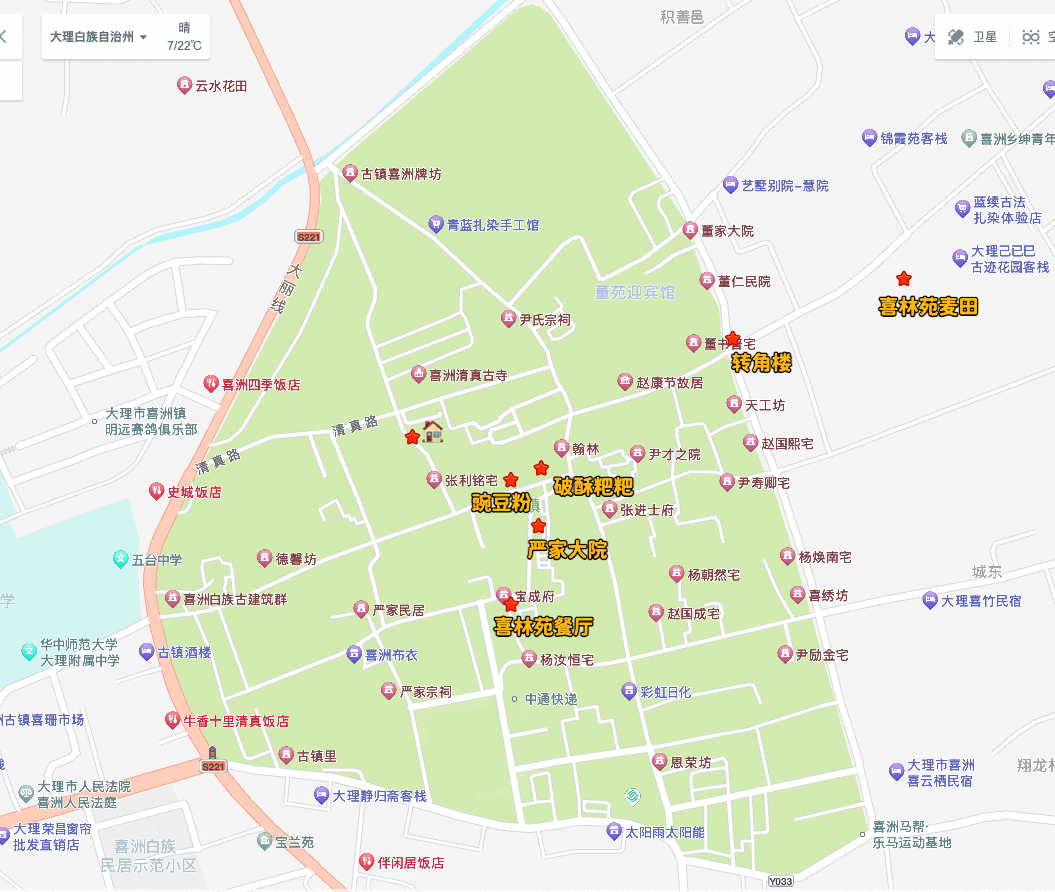 大理白族自治州
晴
7/22℃
积善邑
大
卫星
空
云水花田
锦霞苑客栈
喜洲乡绅青年
古镇喜洲牌坊
艺墅别院-慧院
蓝续古法
扎染体验店
青蓝扎染手工馆
董家大院
S221
大理己已巳
古迹花园客栈
大丽线
董仁民院
董苑迎宾馆
喜林苑麦田
尹氏宗祠
转角楼
喜洲清真古寺
赵康节故居
喜洲四季饭店
天工坊
大理市喜洲镇
明远赛鸽俱乐部
清真路
赵国熙宅
翰林
尹才之院
清真路
张利铭宅
破酥粑粑
尹寿卿宅
史城饭店
豌豆粉
镇
张进士府
严家大院
五台中学
德馨坊
杨焕南宅
城东
杨朝然宅
学
喜洲白族古建筑群
宝成府
喜绣坊
大理喜竹民宿
严家民居
赵国成宅
喜林苑餐厅
华中师范大学
大理附属中学
古镇酒楼
喜洲布衣
杨汝恒宅
尹励金宅
严家宗祠
彩虹日化
中通快递
古镇喜珊市场
牛香十里清真饭店
古镇里
恩荣坊
S221
大理市喜洲
喜云栖民宿
翔龙村
大理市人民法院
喜洲人民法庭
大理静归斋客栈
大理荣昌窗帘
批发直销店
喜洲白族
民居示范小区
宝兰苑
太阳雨太阳能
喜洲马帮·
乐马运动基地
伴闲居饭店
Y033